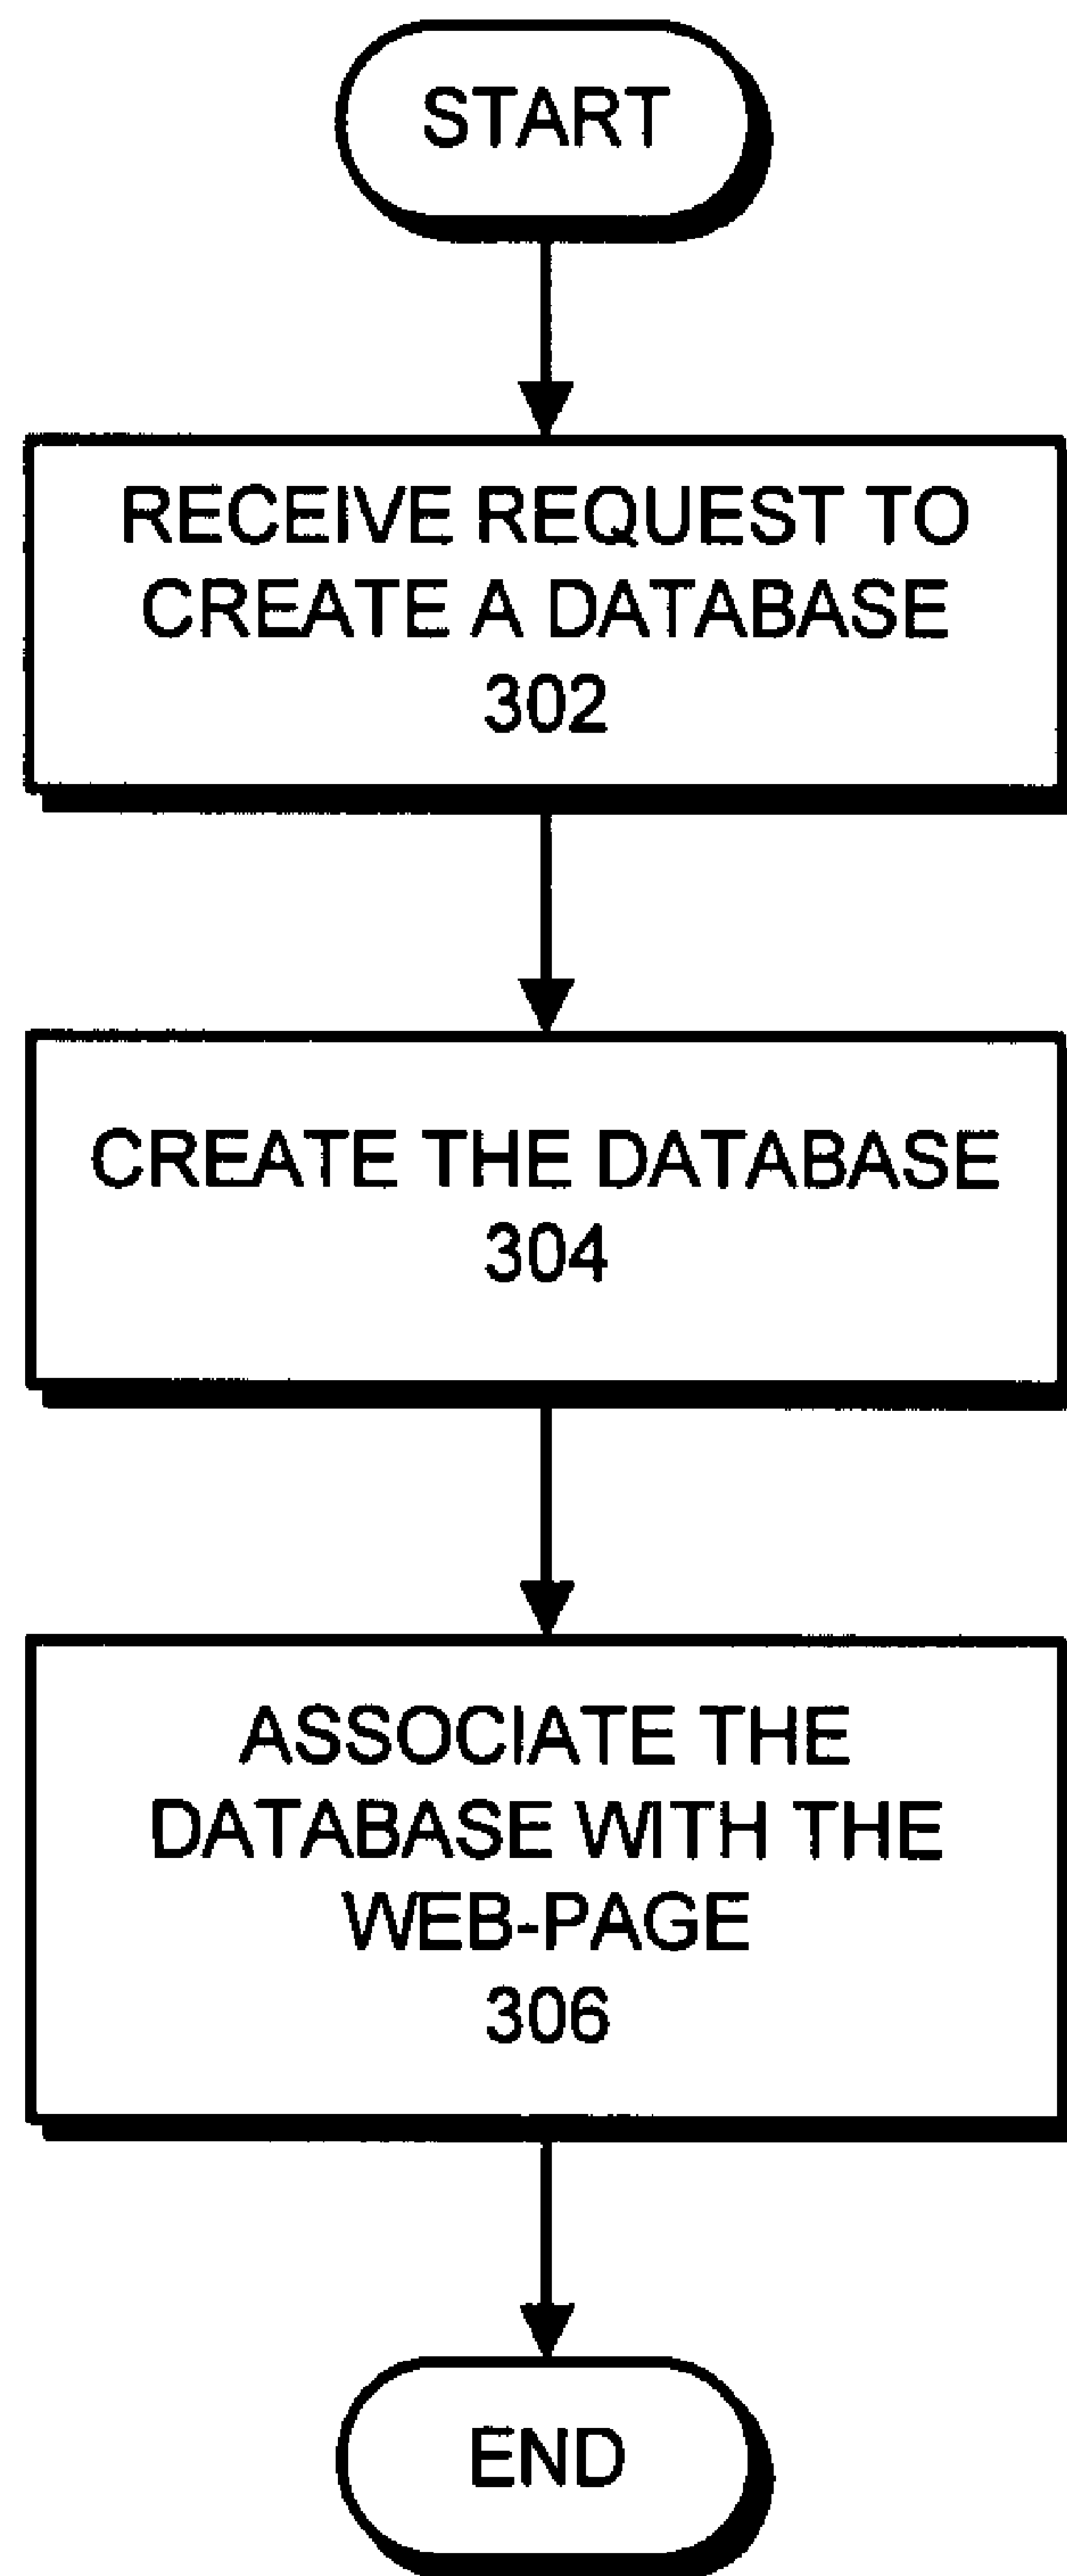 START
RECEIVE REQUEST TO
CREATE A DATABASE
302
CREATE THE DATABASE
304
ASSOCIATE THE
DATABASE WITH THE
WEB-PAGE
306
END